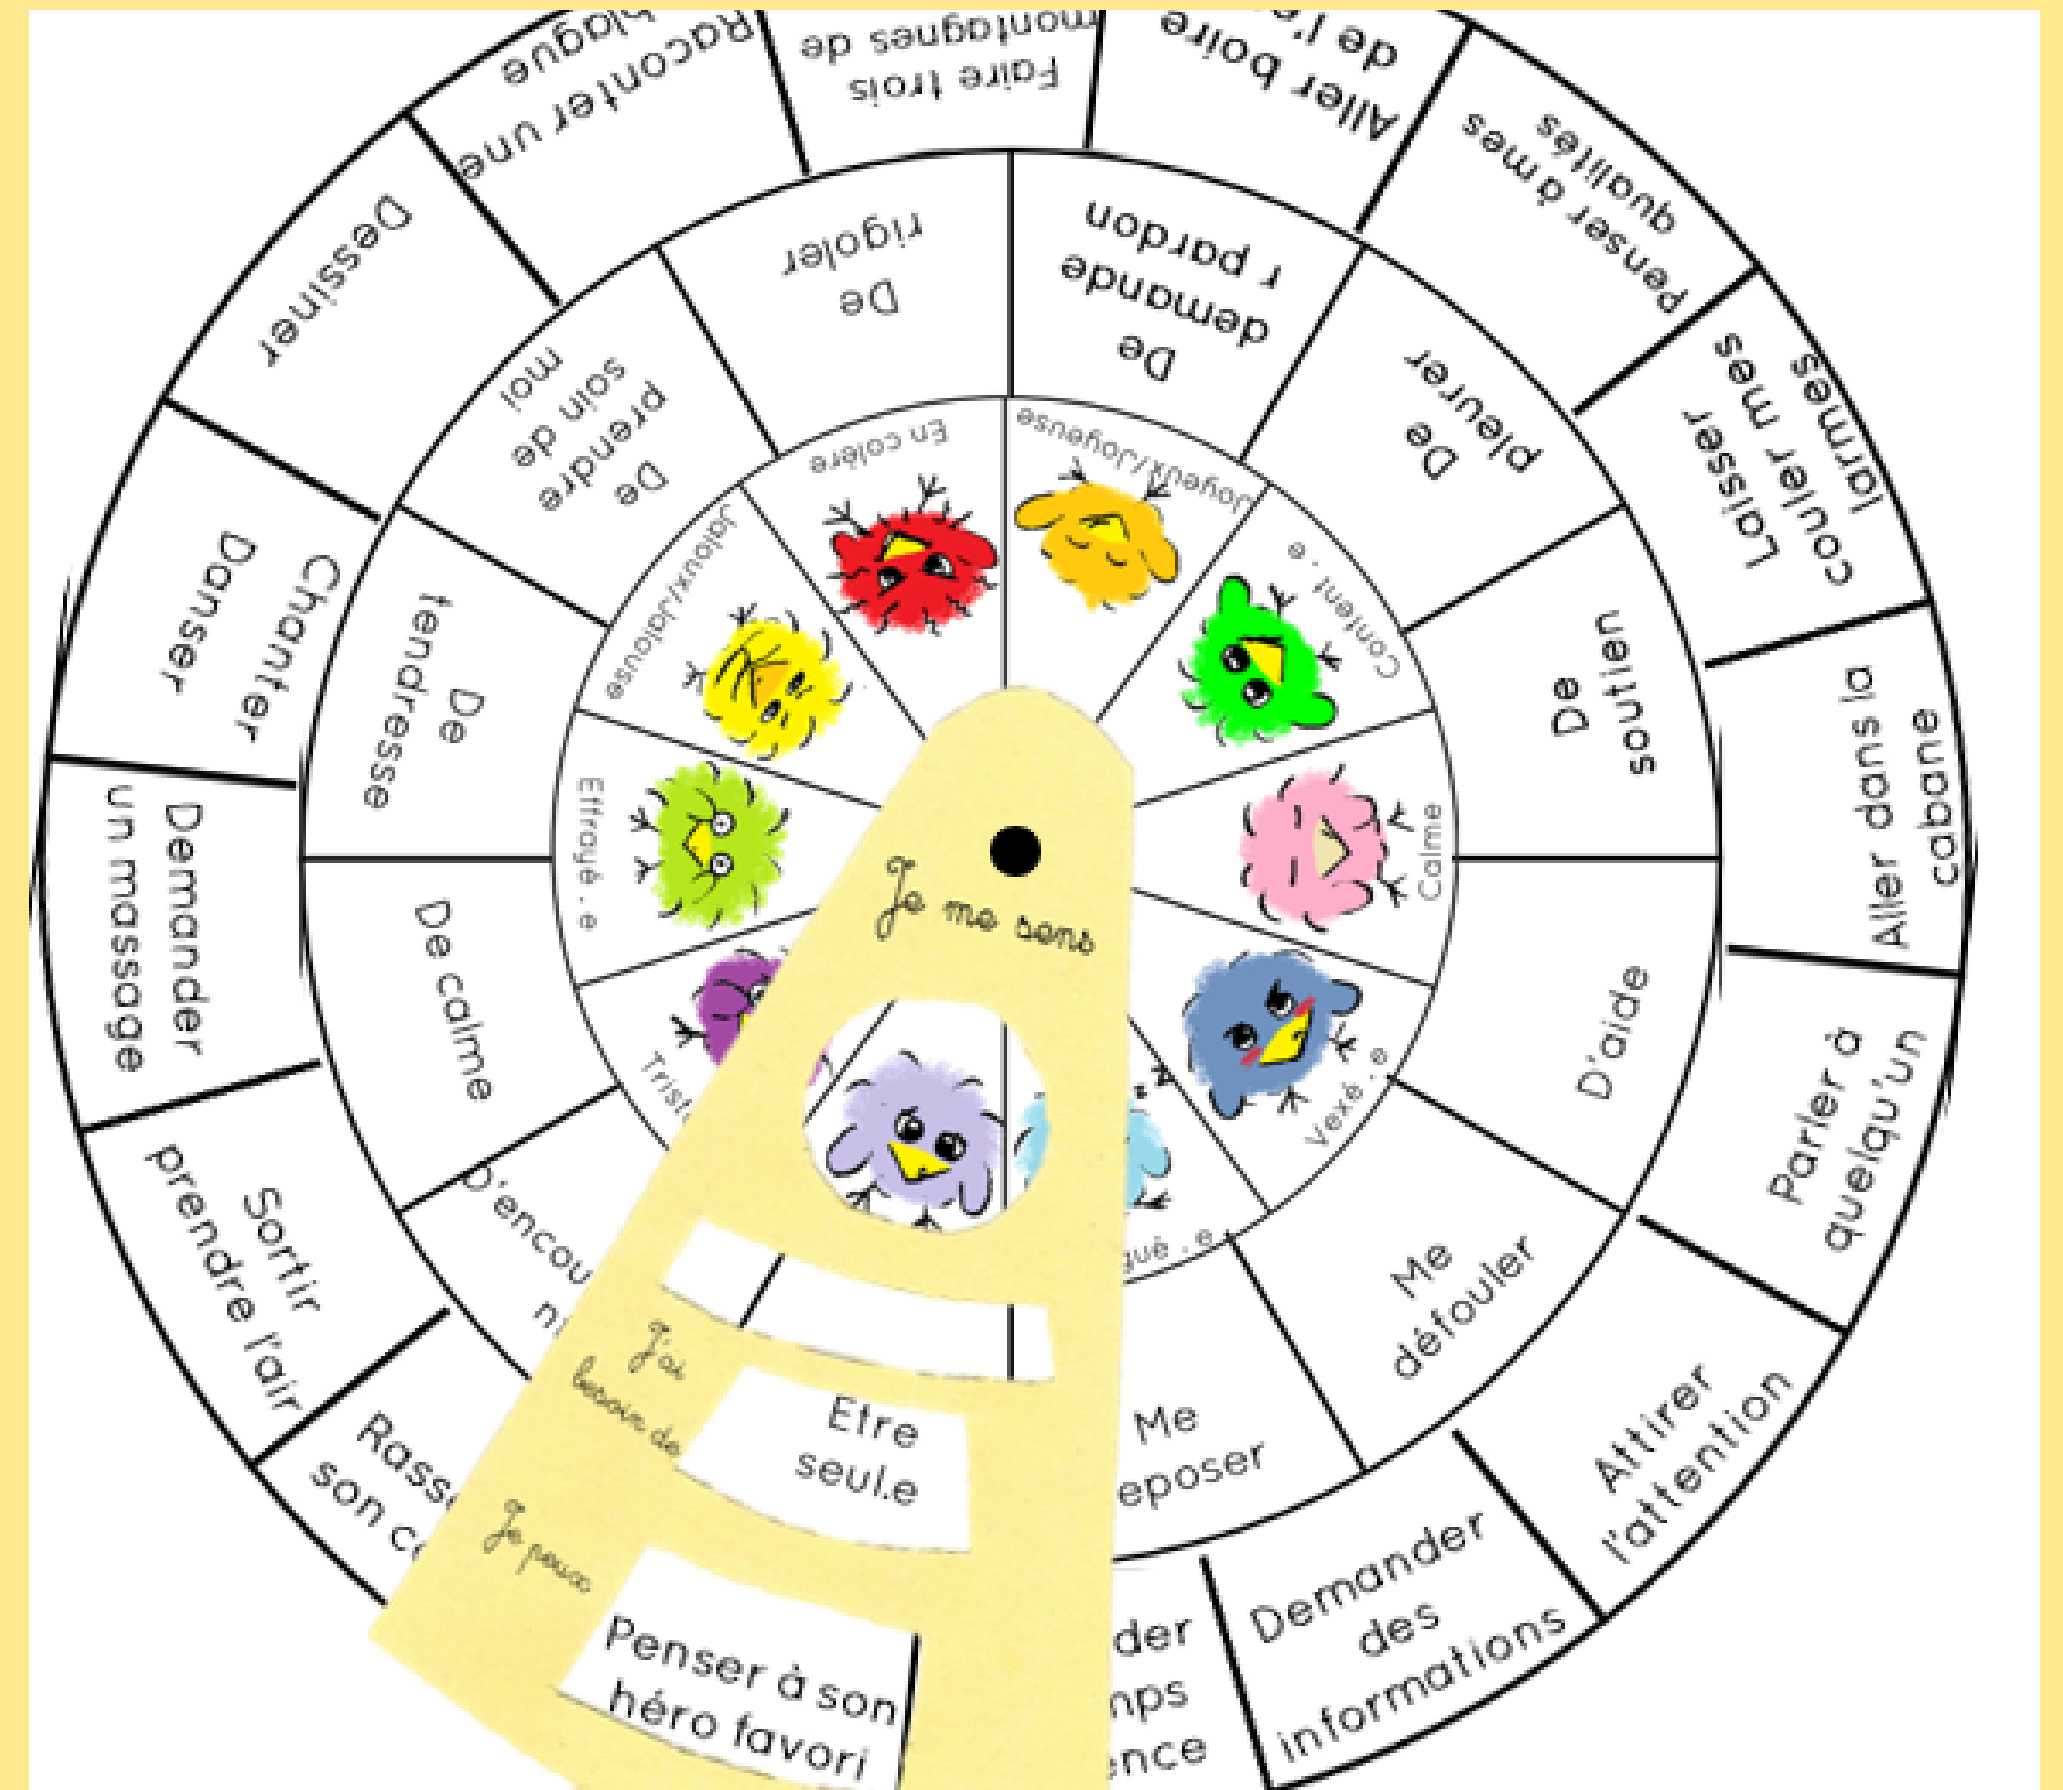 Raconter une
blague
Faire trois
montagnes de
Aller boire
de
penser à mes
qualités
Laisser
couler mes
larmes
Aller dans la
cabane
Parler à
quelqu'un
Attirer
l'attention
Demander
des
informations
Penser à son
héro favori
Sortir
prendre l'air
Demander
un massage
Chanter
Danser
Dessiner
De
rigoler
De
demande
r pardon
De
pleurer
De
soutien
D'aide
Me
défouler
Me
Etre
seul.e
De calme
De
tendresse
De
prendre
soin de
moi
En colère
Joyeux/Joyeuse
Content . e
Calme
Vexé . e
Effrayé . e
Jaloux/Jalouse
Je me sens
J'ai
besoin de
Je peux
son